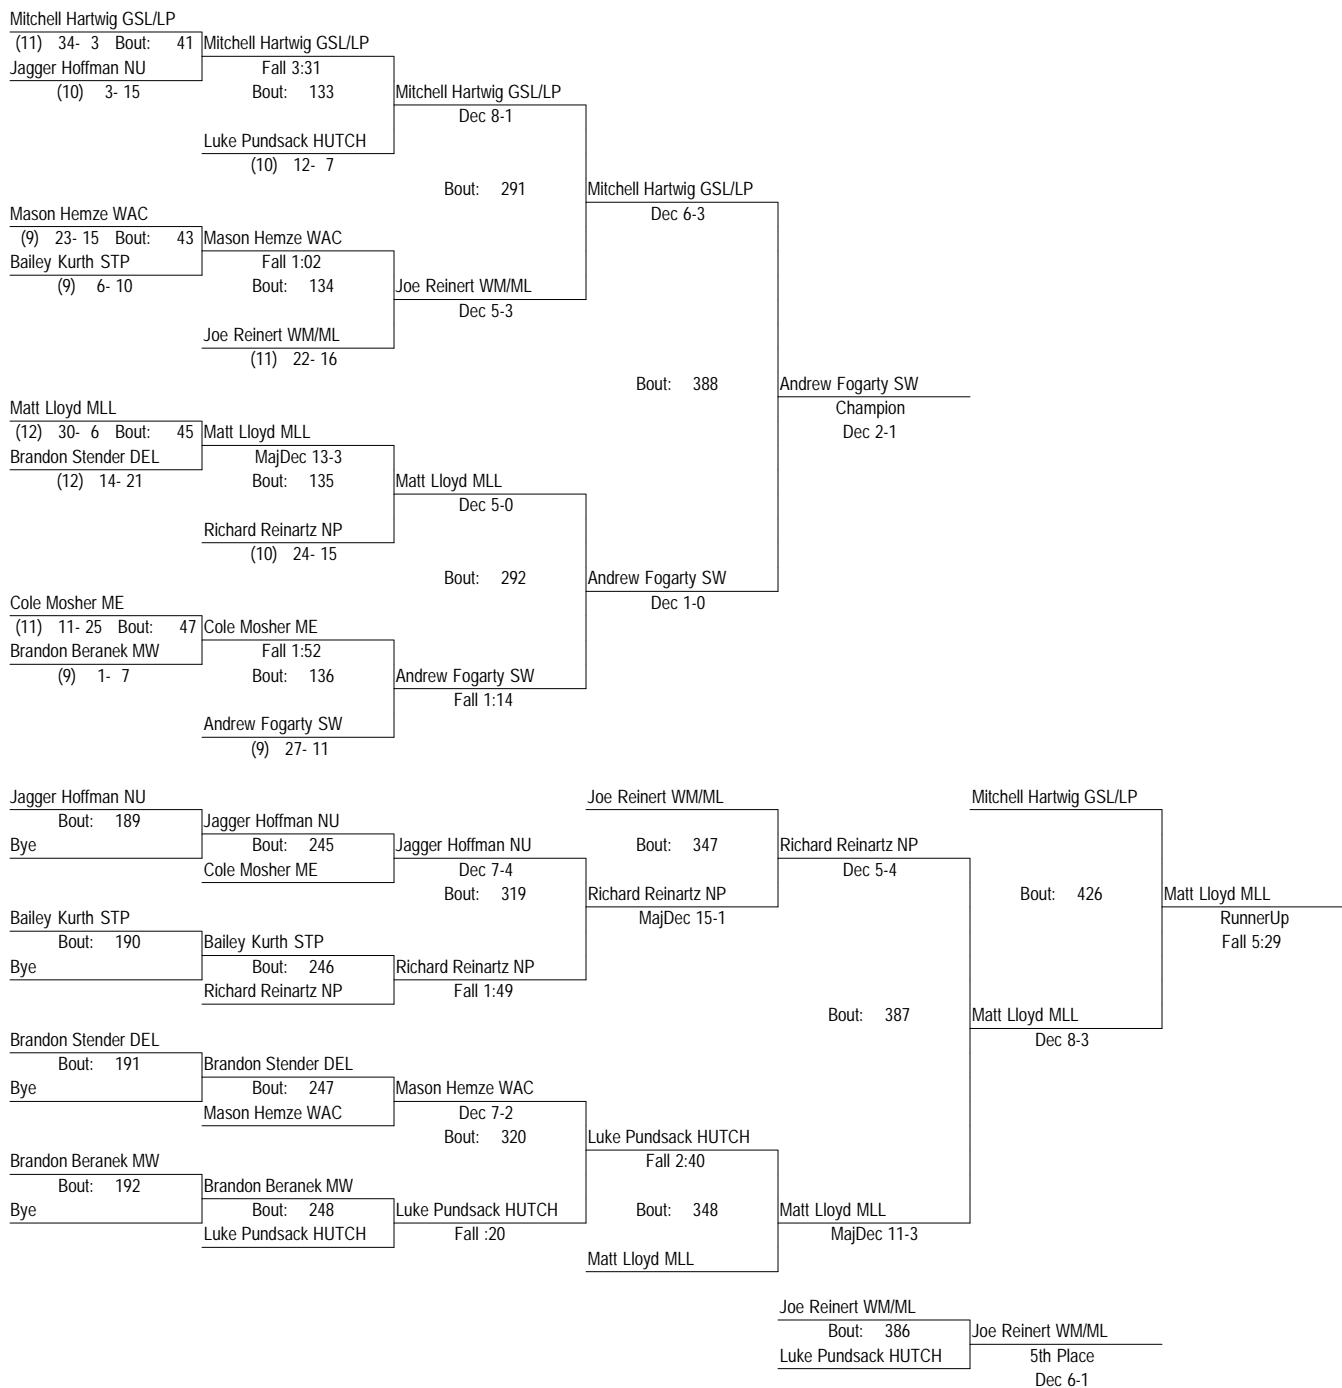 Mitchell Hartwig GSL/LP
(11) 34- 3 Bout: 41
Mitchell Hartwig GSL/LP
Jagger Hoffman NU
Fall 3:31
(10) 3- 15
Bout: 133
Mitchell Hartwig GSL/LP
Dec 8-1
Luke Pundsack HUTCH
(10) 12- 7
Bout: 291
Mitchell Hartwig GSL/LP
Dec 6-3
Mason Hemze WAC
(9) 23- 15 Bout: 43
Mason Hemze WAC
Bailey Kurth STP
Fall 1:02
(9) 6- 10
Bout: 134
Joe Reinert WM/ML
Dec 5-3
Joe Reinert WM/ML
(11) 22- 16
Bout: 388
Andrew Fogarty SW
Champion
Dec 2-1
Matt Lloyd MLL
(12) 30- 6 Bout: 45
Matt Lloyd MLL
Brandon Stender DEL
MajDec 13-3
(12) 14- 21
Bout: 135
Matt Lloyd MLL
Dec 5-0
Richard Reinartz NP
(10) 24- 15
Bout: 292
Andrew Fogarty SW
Dec 1-0
Cole Mosher ME
(11) 11- 25 Bout: 47
Cole Mosher ME
Brandon Beranek MW
Fall 1:52
(9) 1- 7
Bout: 136
Andrew Fogarty SW
Fall 1:14
Andrew Fogarty SW
(9) 27- 11
Jagger Hoffman NU
Bout: 189
Bye
Jagger Hoffman NU
Bout: 245
Cole Mosher ME
Jagger Hoffman NU
Dec 7-4
Bout: 319
Joe Reinert WM/ML
Bout: 347
Richard Reinartz NP
MajDec 15-1
Richard Reinartz NP
Dec 5-4
Mitchell Hartwig GSL/LP
Bout: 426
Matt Lloyd MLL
RunnerUp
Fall 5:29
Bailey Kurth STP
Bout: 190
Bye
Bailey Kurth STP
Bout: 246
Richard Reinartz NP
Richard Reinartz NP
Fall 1:49
Bout: 387
Matt Lloyd MLL
Dec 8-3
Brandon Stender DEL
Bout: 191
Bye
Brandon Stender DEL
Bout: 247
Mason Hemze WAC
Mason Hemze WAC
Dec 7-2
Bout: 320
Luke Pundsack HUTCH
Fall 2:40
Brandon Beranek MW
Bout: 192
Bye
Brandon Beranek MW
Bout: 248
Luke Pundsack HUTCH
Luke Pundsack HUTCH
Fall :20
Bout: 348
Matt Lloyd MLL
MajDec 11-3
Matt Lloyd MLL
Joe Reinert WM/ML
Bout: 386
Luke Pundsack HUTCH
Joe Reinert WM/ML
5th Place
Dec 6-1